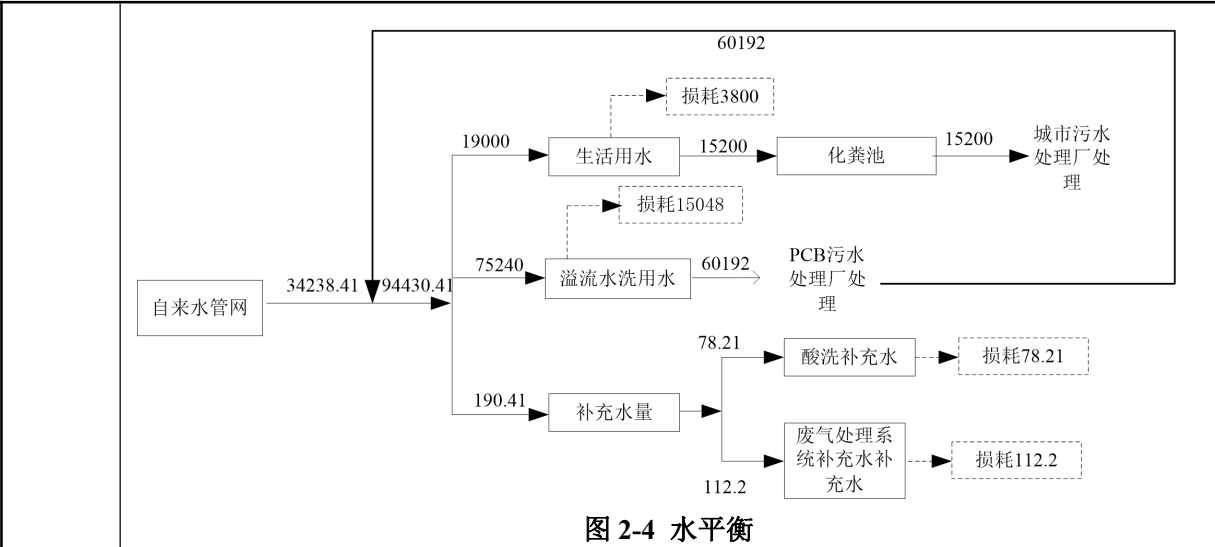 60192
损耗3800
19000
生活用水
15200
化粪池
15200
城市污水
处理厂处
理
损耗15048
75240
溢流水洗用水
60192
PCB污水
处理厂处
理
自来水管网
34238.41
94430.41
78.21
酸洗补充水
损耗78.21
190.41
补充水量
废气处理系
统补充水补
充水
损耗112.2
112.2
图 2-4 水平衡